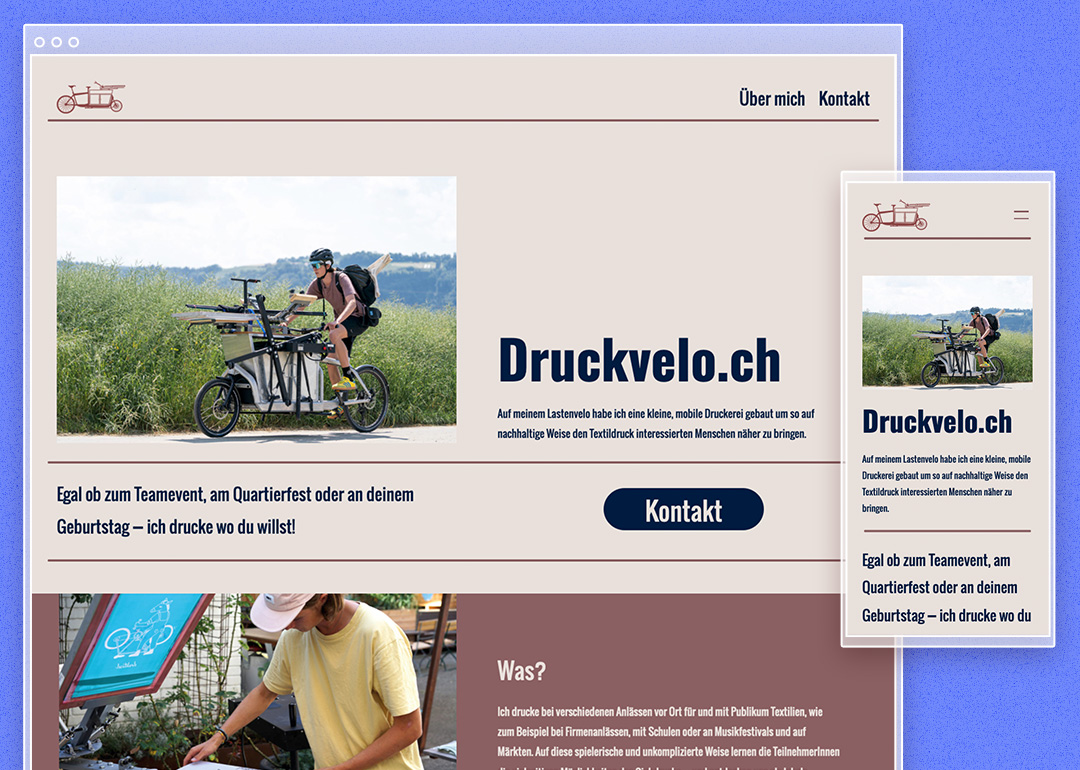 Über mich Kontakt
Druckvelo.ch
Auf meinem Lastenvelo habe ich eine kleine, mobile Druckerei gebaut um so auf
nachhaltige Weise den Textildruck interessierten Menschen näher zu bringen.
Egal ob zum Teamevent, am Quartierfest oder an deinem
Geburtstag – ich drucke wo du willst!
Kontakt
Was?
Ich drucke bei verschiedenen Anlässen vor Ort für und mit Publikum Textilien, wie
zum Beispiel bei Firmenanlässen, mit Schulen oder an Musikfestivals und auf
Märkten. Auf diese spielerische und unkomplizierte Weise lernen die TeilnehmerInnen
Druckvelo.ch
Auf meinem Lastenvelo habe ich eine kleine, mobile
Druckerei gebaut um so auf nachhaltige Weise den
Textildruck interessierten Menschen näher zu
bringen.
Egal ob zum Teamevent, am
Quartierfest oder an deinem
Geburtstag – ich drucke wo du